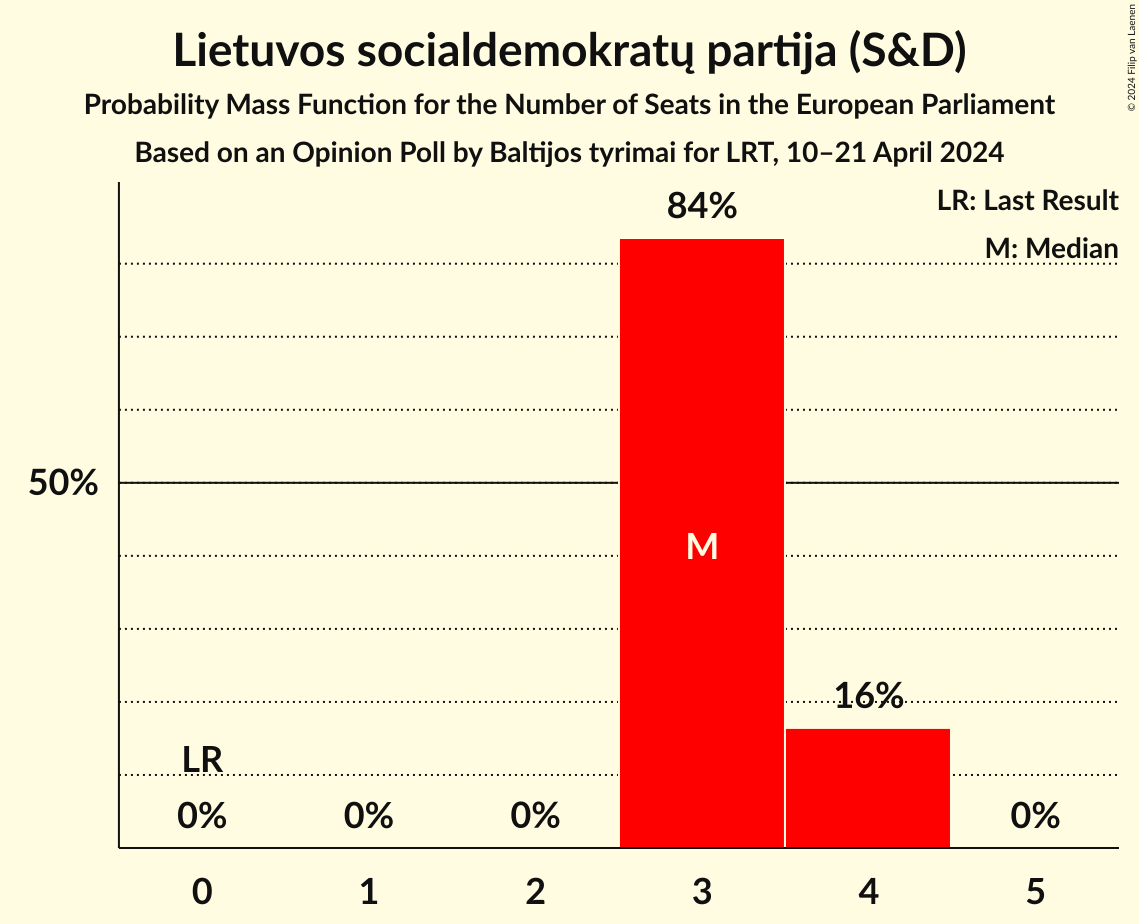 Lietuvos socialdemokratų partija (S&D)
Probability Mass Function for the Number of Seats in the European Parliament
Based on an Opinion Poll by Baltijos tyrimai for LRT, 10–21 April 2024
© 2024 Filip van Laenen
LR: Last Result
M: Median
84%
50%
M
16%
LR
0%
0%
0%
0%
0
1
2
3
4
5